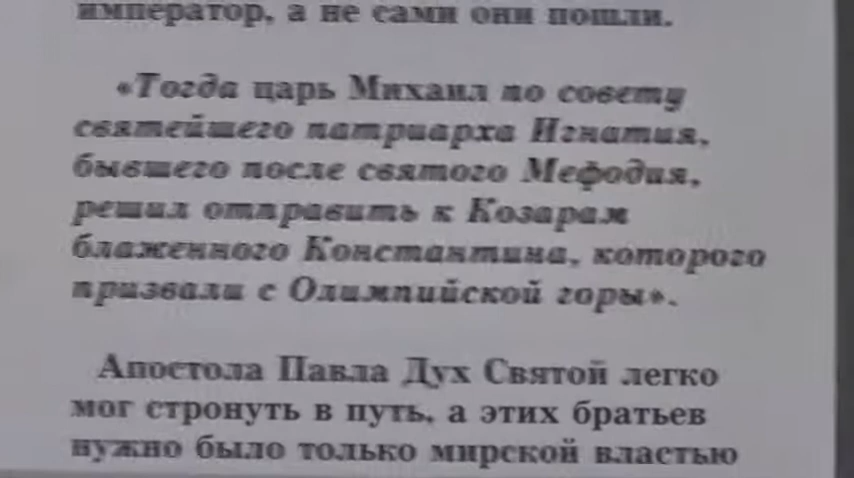 император, а не сами они пошли.
«Тогда царь Михаил по совету
святейшего патриарха Игнатия,
бывшего после святого Мефодия,
решил отправить к Козарам
блаженного Константина, которого
призвали с Олимпийской горы».
Апостола Павла Дух Святой легко
мог стронуть в путь, а этих братьев
нужно было только мирской властью